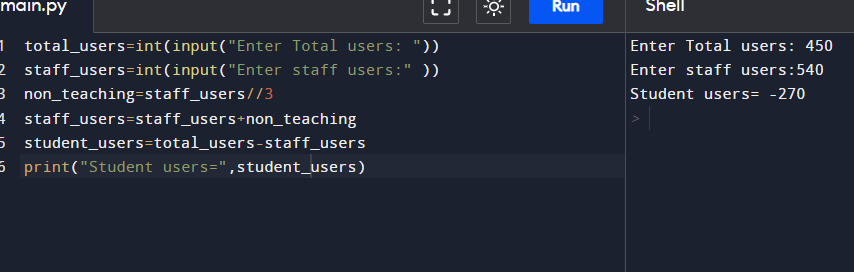 main.py
Run
Shell
1 total_users=int(input("Enter Total users: "))
2 staff_users=int(input("Enter staff users:" ))
3 non_teaching=staff_users//3
4 staff_users=staff_users+non_teaching
5 student_users=total_users-staff_users
6 print("Student users=",student_users)
Enter Total users: 450
Enter staff users:540
Student users= -270
>